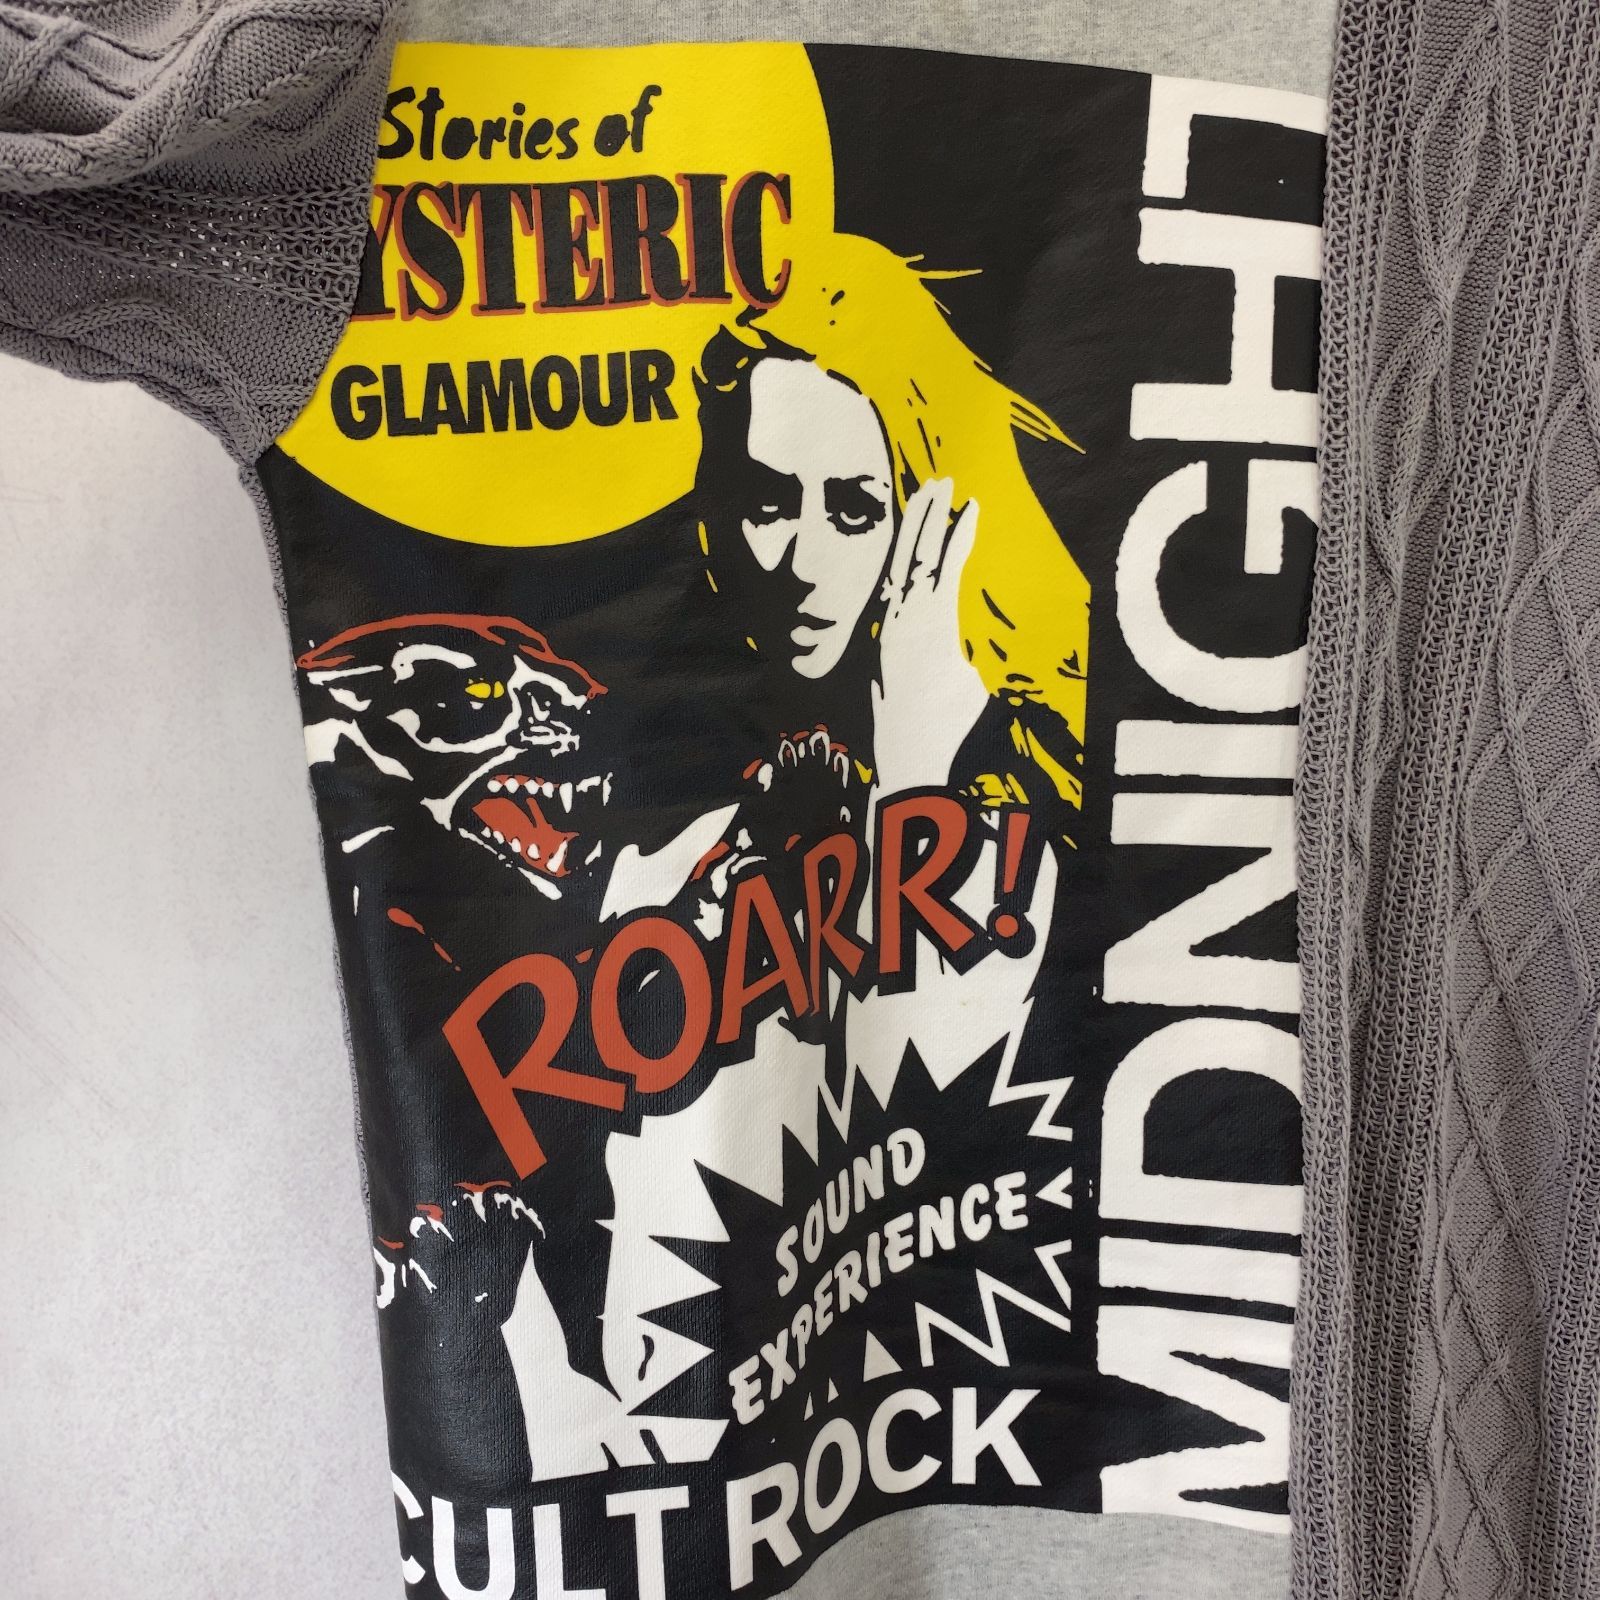 Stories of
YSTERIC
GLAMOUR
ROARR!
SOUND
EXPERIENCE
CULT ROCK
MIDNIGHT